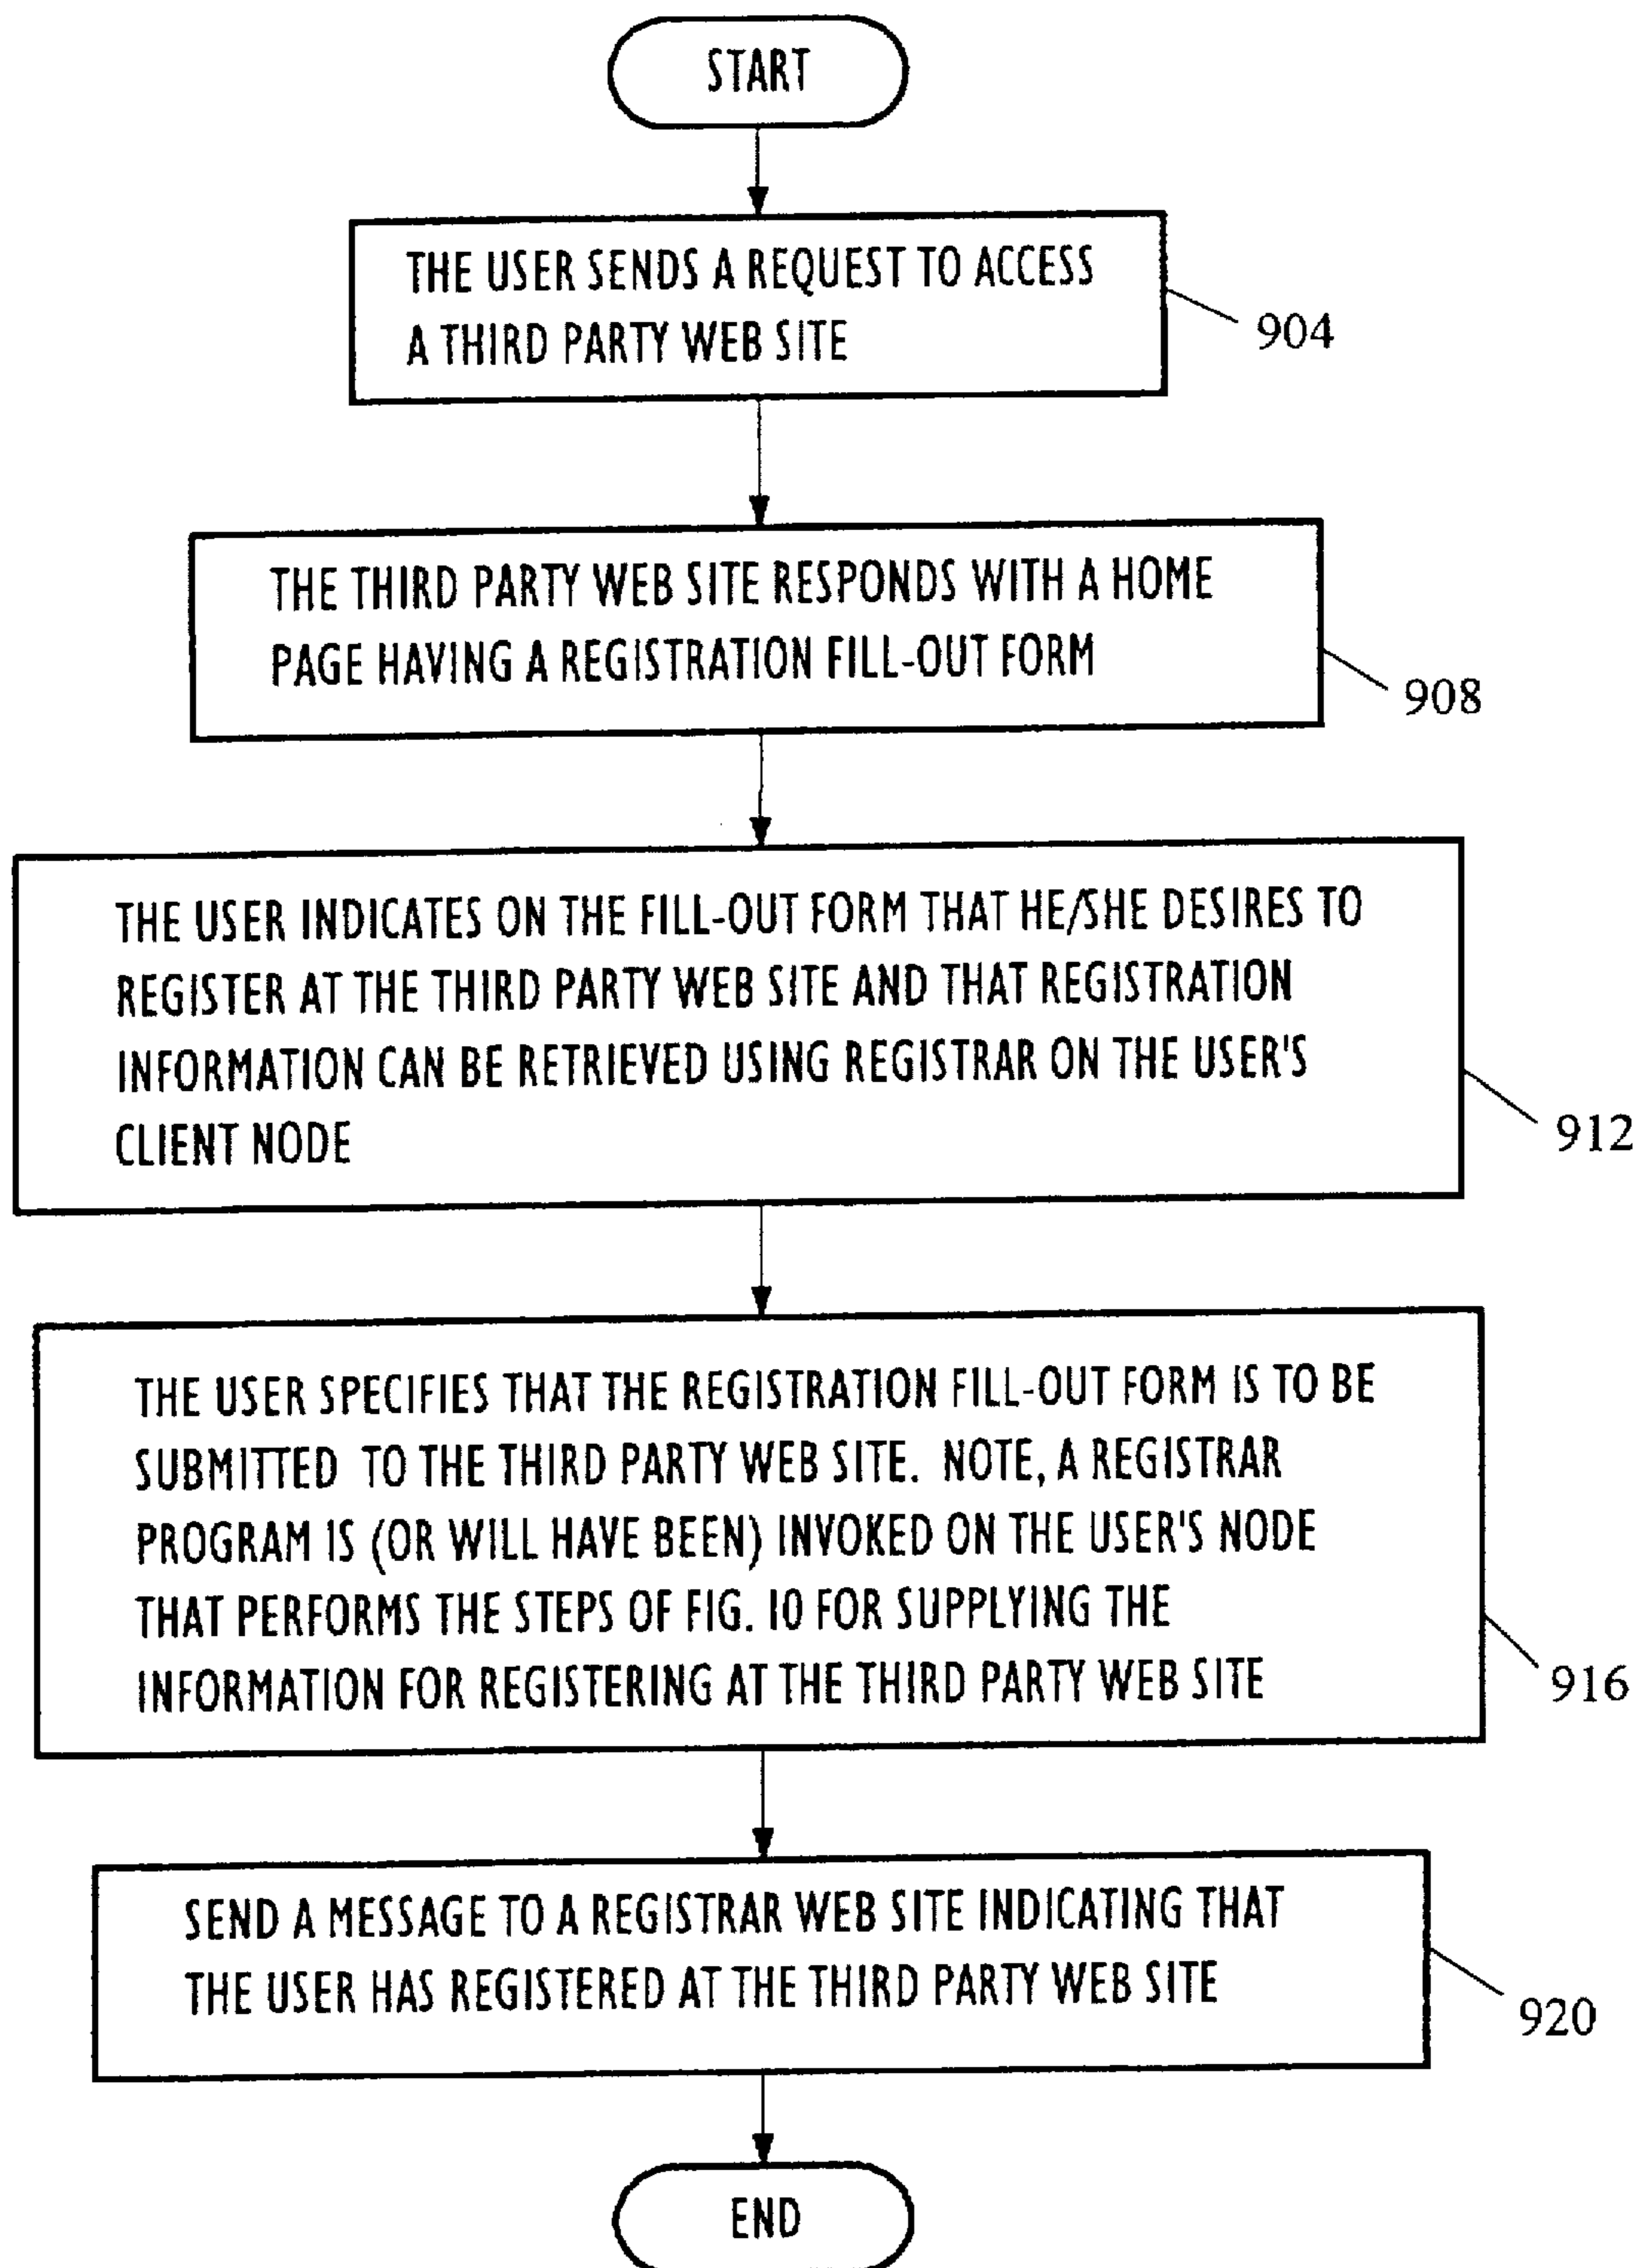 START
THE USER SENDS A REQUEST TO ACCESS
A THIRD PARTY WEB SITE
904
THE THIRD PARTY WEB SITE RESPONDS WITH A HOME
PAGE HAVING A REGISTRATION FILL-OUT FORM
908
THE USER INDICATES ON THE FILL-OUT FORM THAT HE/SHE DESIRES TO
REGISTER AT THE THIRD PARTY WEB SITE AND THAT REGISTRATION
INFORMATION CAN BE RETRIEVED USING REGISTRAR ON THE USER'S
CLIENT NODE
912
THE USER SPECIFIES THAT THE REGISTRATION FILL-OUT FORM IS TO BE
SUBMITTED TO THE THIRD PARTY WEB SITE. NOTE, A REGISTRAR
PROGRAM IS (OR WILL HAVE BEEN) INVOKED ON THE USER'S NODE
THAT PERFORMS THE STEPS OF FIG. 10 FOR SUPPLYING THE
INFORMATION FOR REGISTERING AT THE THIRD PARTY WEB SITE
916
SEND A MESSAGE TO A REGISTRAR WEB SITE INDICATING THAT
THE USER HAS REGISTERED AT THE THIRD PARTY WEB SITE
920
END